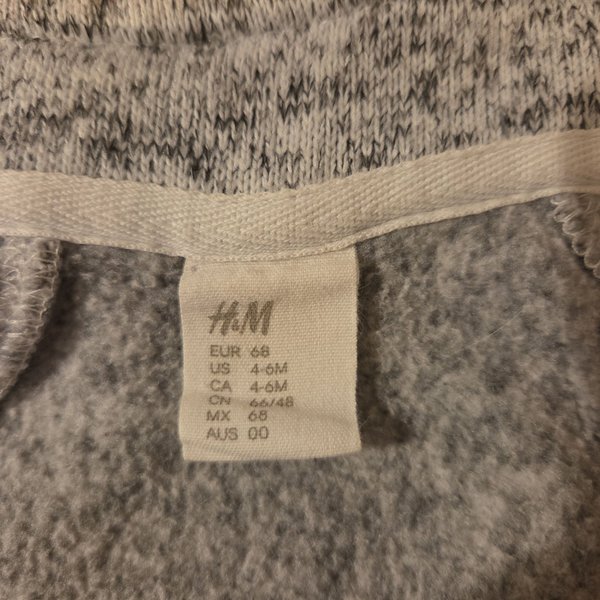 H&M
EUR 68
US 4-6M
CA 4-6M
CN 66/48
MX 68
AUS 00